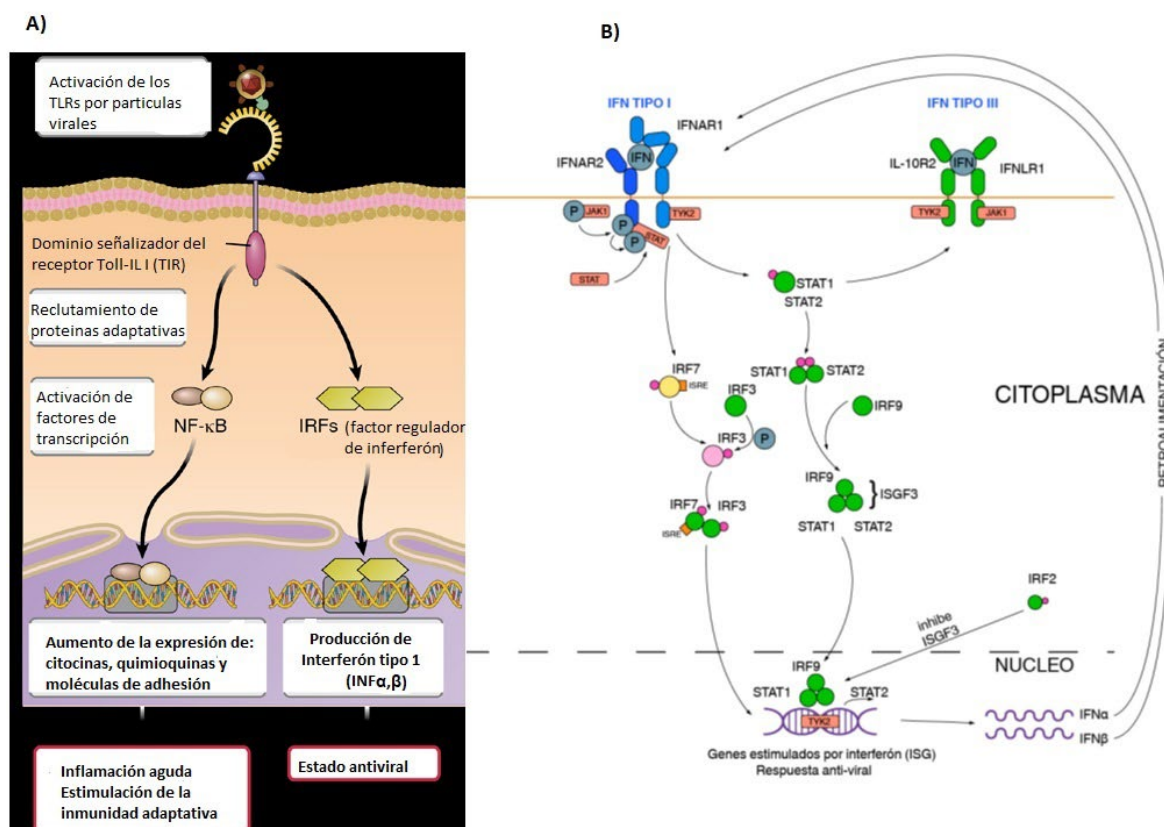 A)
Activación de los
TLRs por particulas
virales
Dominio señalizador del
receptor Toll-IL I (TIR)
Reclutamiento de
proteinas adaptativas
Activación de
factores de
transcripción
NF-κB
IRFs (factor regulador
de inferferón)
Aumento de la expresión de:
citocinas, quimioquinas y
moléculas de adhesión
Producción de
Interferón tipo 1
(INFα,β)
Inflamación aguda
Estimulación de la
inmunidad adaptativa
Estado antiviral
B)
IFN TIPO I
IFNAR1
IFNAR2
IFN
P
JAK1
TYK2
P
P
STAT
STAT
IFN TIPO III
IL-10R2
IFN
IFNLR1
TYK2
JAK1
STAT1
STAT2
IRF7
ISRE
IRF3
STAT1
STAT2
IRF9
IRF3
P
IRF7
IRF3
ISRE
IRF9
ISGF3
STAT1
STAT2
CITOPLASMA
RETROALIMENTACIÓN
IRF2
inhibe
ISGF3
NUCLEO
IRF9
STAT1
STAT2
TYK2
IFNα
IFNβ
Genes estimulados por interferón (ISG)
Respuesta anti-viral